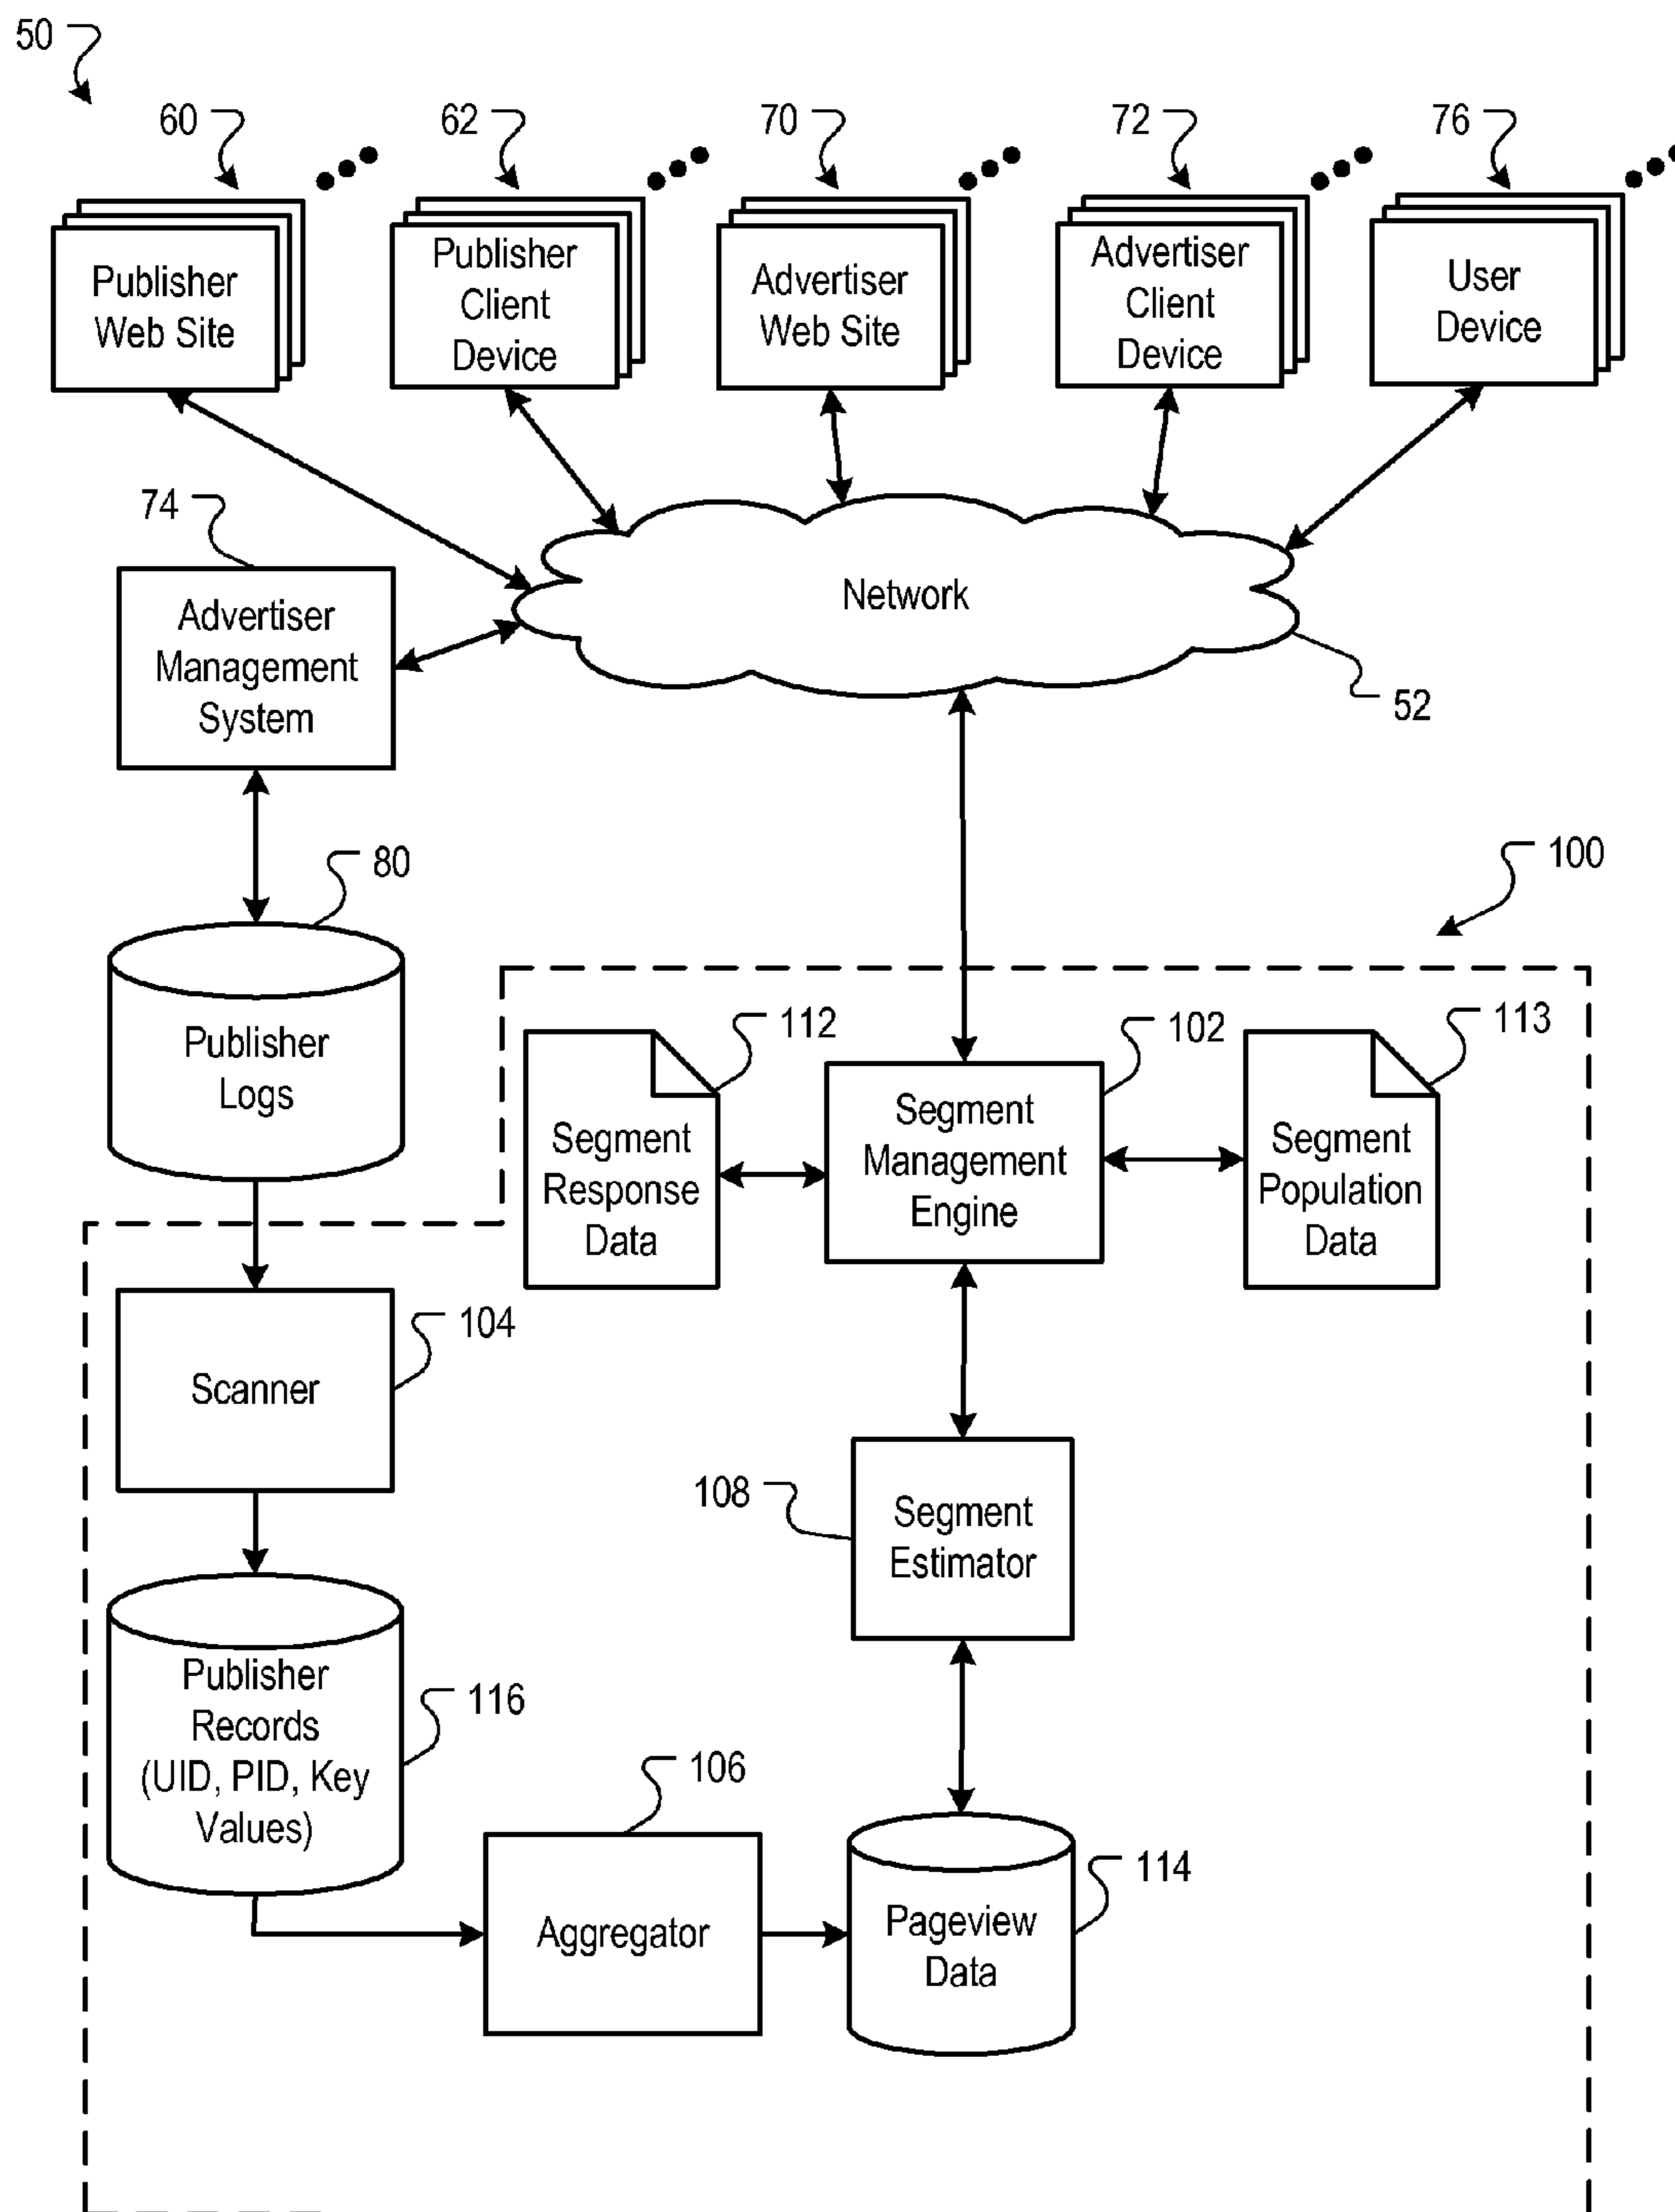 50
60
62
70
72
76
Publisher
Web Site
Publisher
Client
Device
Advertiser
Web Site
Advertiser
Client
Device
User
Device
74
Advertiser
Management
System
Network
52
80
Publisher
Logs
100
112
102
113
Segment
Response
Data
Segment
Management
Engine
Segment
Population
Data
104
Scanner
108
Segment
Estimator
Publisher
Records
(UID, PID, Key
Values)
116
106
Aggregator
114
Pageview
Data